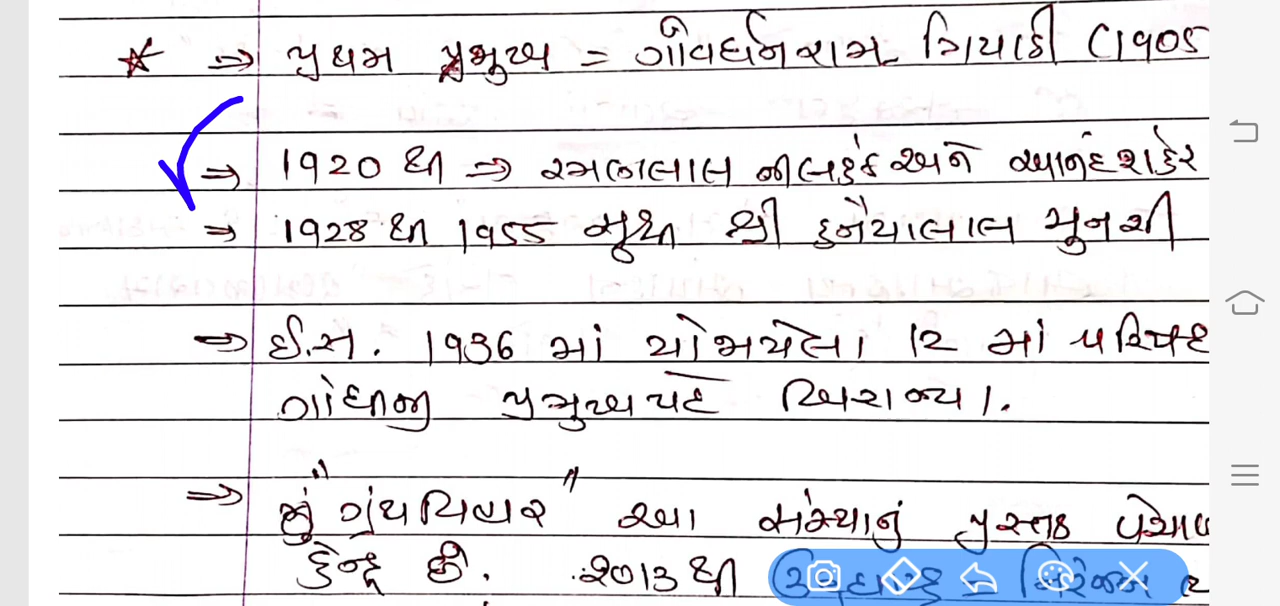 ☆ ⇒ પ્રથમ પ્રમુખ = ગોવર્ધનરામ ત્રિપાઠી (1905
⇒ 1920 થી ⇒ રમણલાલ નીલકંઠ અને આનંદશંકર
⇒ 1928 થી 1955 સુધી શ્રી કનૈયાલાલ મુનશી
⇒ ઈ.સ. 1936 માં યોજાયેલા 12 માં પરિષદ
ગાંધીજી પ્રમુખપદે બિરાજ્યા.
⇒ "ગ્રંથવિહાર" આ સંસ્થાનું પુસ્તક વેચાણ
કેન્દ્ર છે. 2013 થી